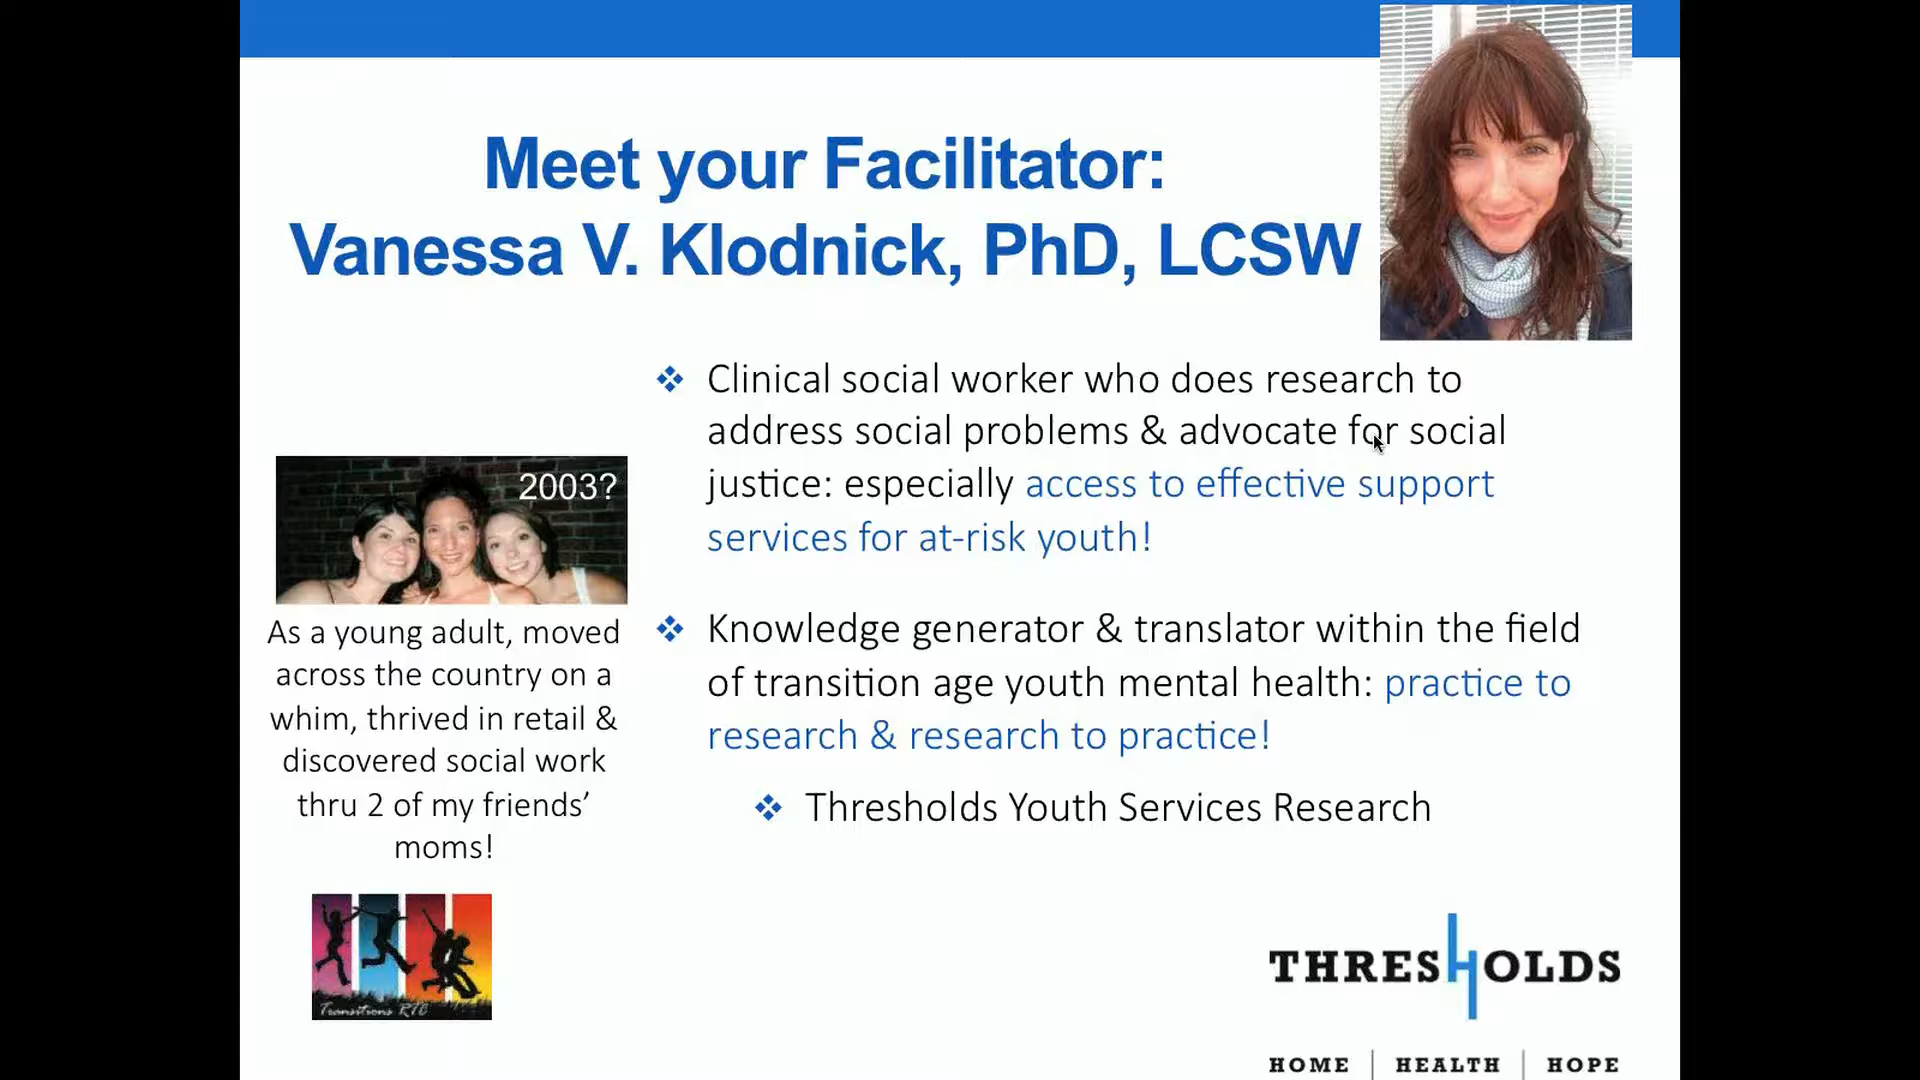 Meet your Facilitator:
Vanessa V. Klodnick, PhD, LCSW
❖ Clinical social worker who does research to
address social problems & advocate for social
justice: especially access to effective support
services for at-risk youth!
❖ Knowledge generator & translator within the field
of transition age youth mental health: practice to
research & research to practice!
❖ Thresholds Youth Services Research
2003?
As a young adult, moved
across the country on a
whim, thrived in retail &
discovered social work
thru 2 of my friends’
moms!
Transitions RTC
THRESHOLDS
HOME | HEALTH | HOPE